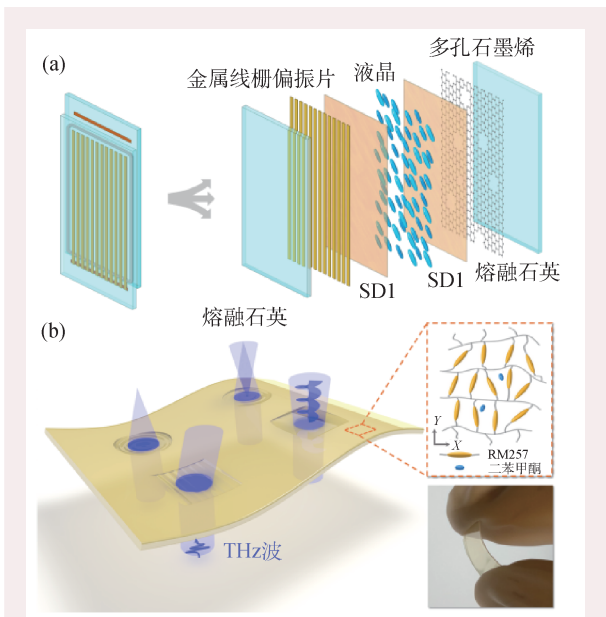 (a)
多孔石墨烯
液晶
金属线栅偏振片
熔融石英
SD1
SD1
熔融石英
(b)
Y
X
RM257
二苯甲酮
THz波